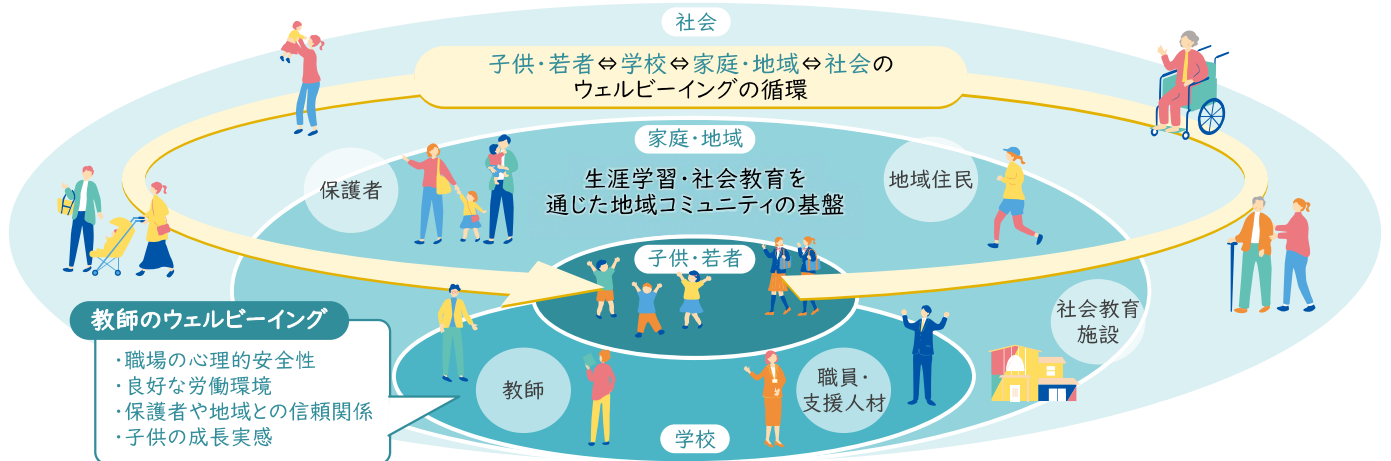 社会
子供・若者⇔学校⇔家庭・地域⇔社会の
ウェルビーイングの循環
家庭・地域
生涯学習・社会教育を
通じた地域コミュニティの基盤
保護者
地域住民
子供・若者
社会教育
施設
教師のウェルビーイング
・職場の心理的安全性
・良好な労働環境
・保護者や地域との信頼関係
・子供の成長実感
教師
職員・
支援人材
学校